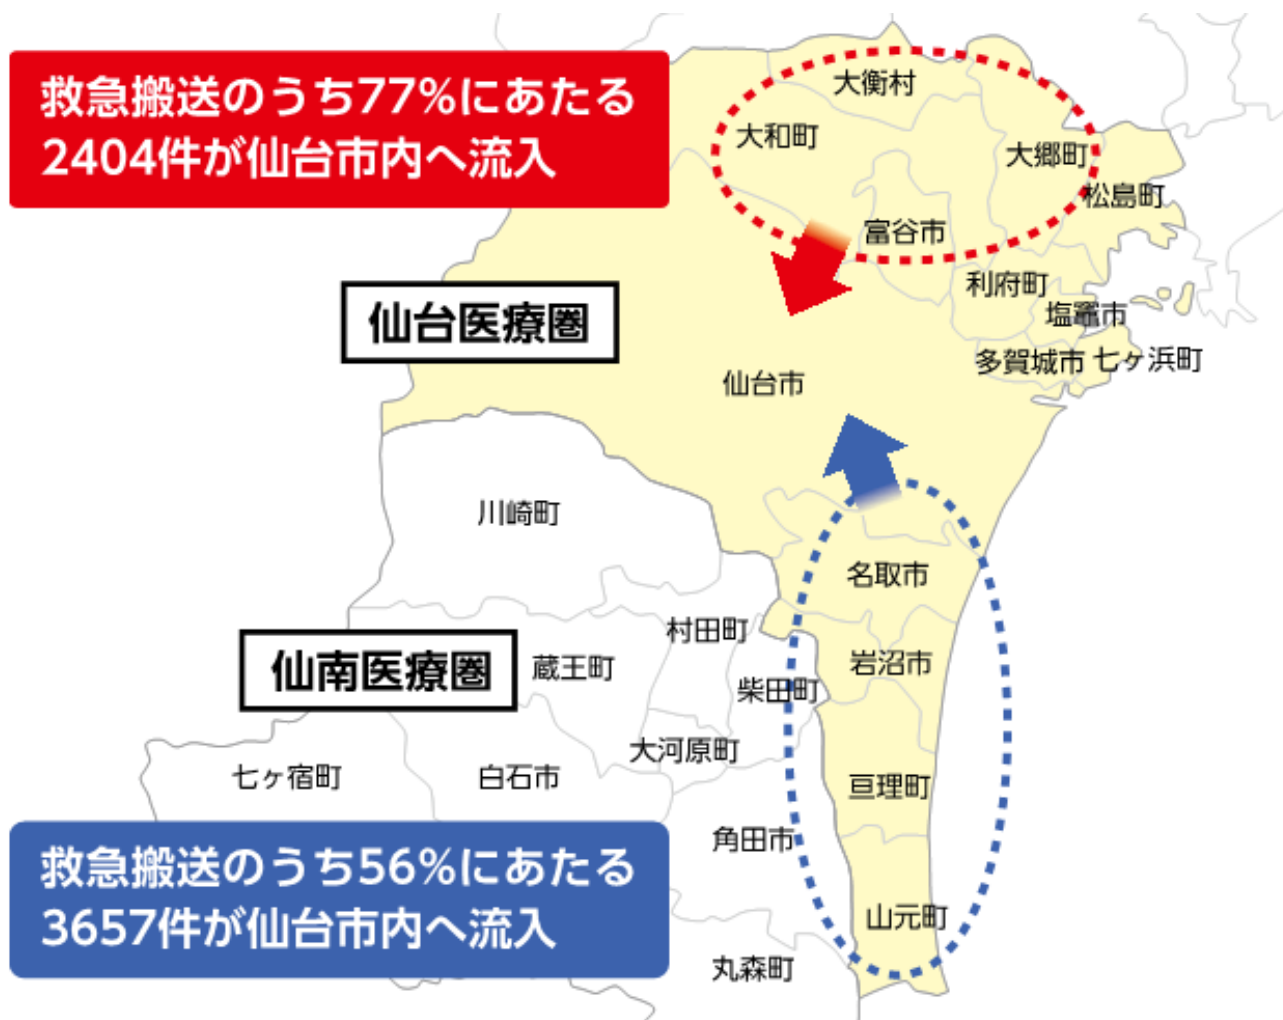 救急搬送のうち77%にあたる
2404件が仙台市内へ流入
大衡村
大和町
大郷町
松島町
富谷市
利府町
仙台医療圏
塩竈市
多賀城市
七ヶ浜町
仙台市
川崎町
名取市
村田町
仙南医療圏
蔵王町
岩沼市
柴田町
大河原町
七ヶ宿町
白石市
亘理町
角田市
救急搬送のうち56%にあたる
3657件が仙台市内へ流入
山元町
丸森町